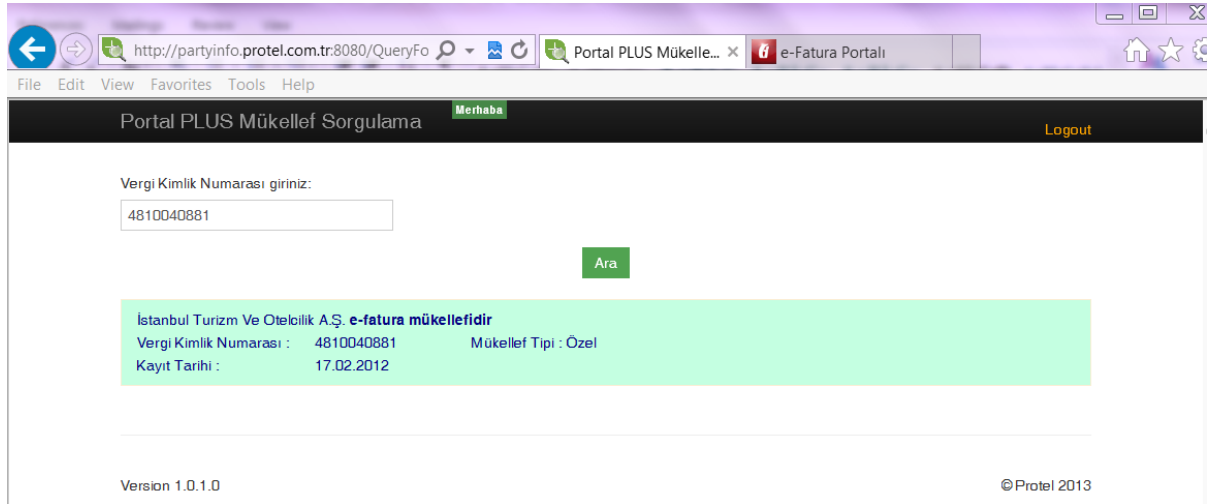 http://partyinfo.protel.com.tr:8080/QueryFo
Portal PLUS Mükelle...
e-Fatura Portalı
File Edit View Favorites Tools Help
Portal PLUS Mükellef Sorgulama
Merhaba
Logout
Vergi Kimlik Numarası giriniz:
4810040881
Ara
İstanbul Turizm Ve Otelcilik A.Ş. e-fatura mükellefidir
Vergi Kimlik Numarası : 4810040881 Mükellef Tipi : Özel
Kayıt Tarihi : 17.02.2012
Version 1.0.1.0
© Protel 2013